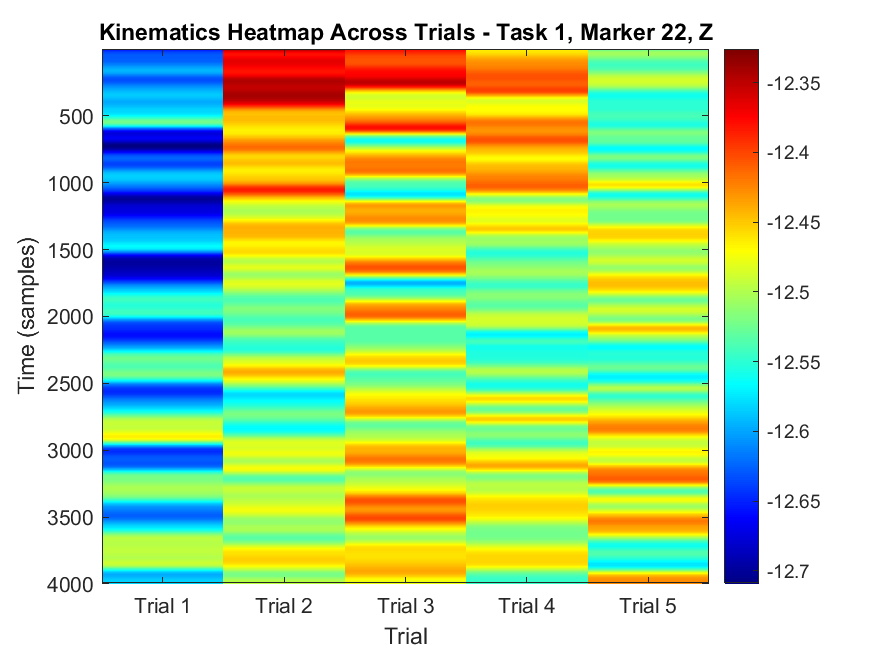 Kinematics Heatmap Across Trials - Task 1, Marker 22, Z
Time (samples)
500
1000
1500
2000
2500
3000
3500
4000
Trial 1
Trial 2
Trial 3
Trial 4
Trial 5
Trial
-12.35
-12.4
-12.45
-12.5
-12.55
-12.6
-12.65
-12.7